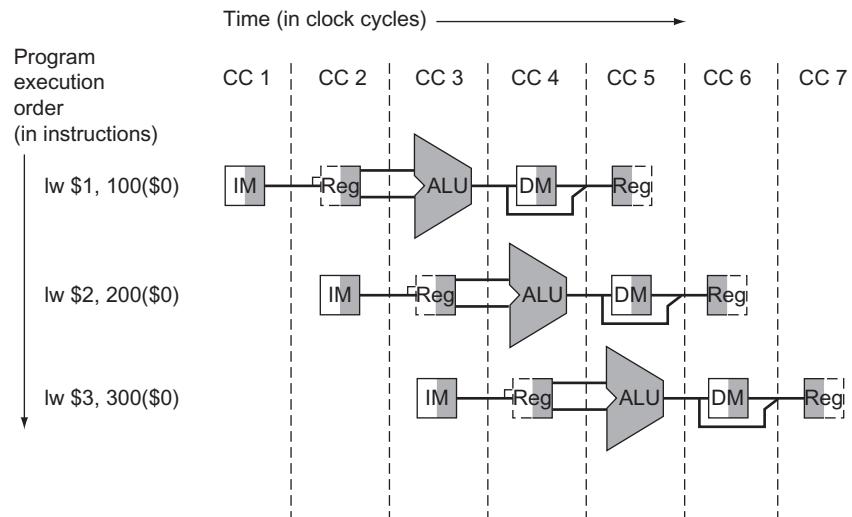 Time (in clock cycles)
Program
execution
order
(in instructions)
CC 1 CC 2 CC 3 CC 4 CC 5 CC 6 CC 7
lw $1, 100($0) IM Reg ALU DM Reg
lw $2, 200($0) IM Reg ALU DM Reg
lw $3, 300($0) IM Reg ALU DM Reg